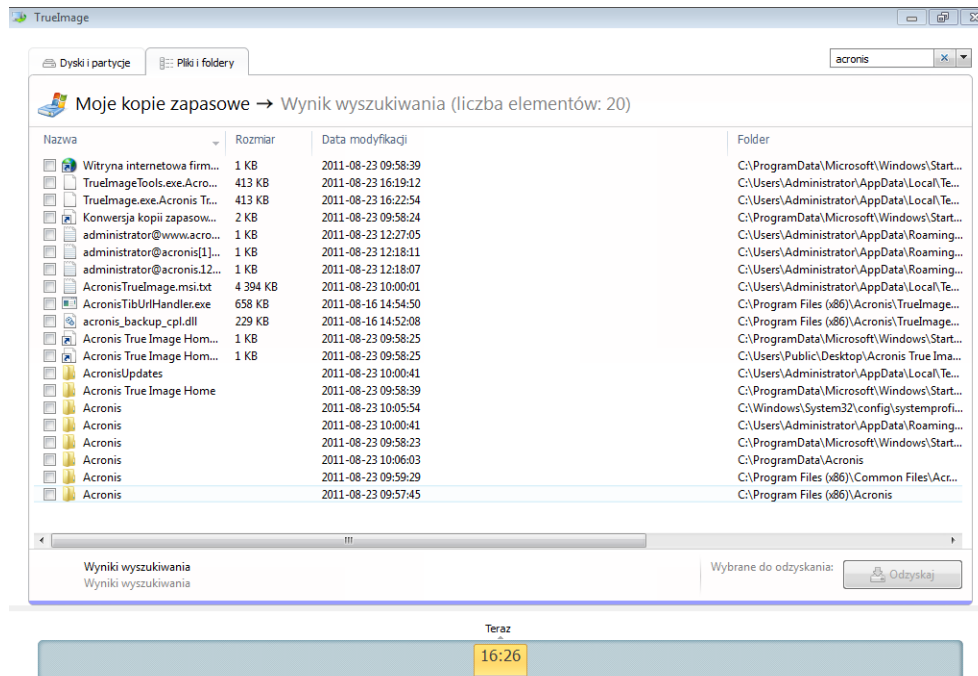 TrueImage
Dyski i partycje Pliki i foldery acronis
Moje kopie zapasowe → Wynik wyszukiwania (liczba elementów: 20)
Nazwa Rozmiar Data modyfikacji Folder
Witryna internetowa firm... 1 KB 2011-08-23 09:58:39 C:\ProgramData\Microsoft\Windows\Start...
TrueImageTools.exe.Acro... 413 KB 2011-08-23 16:19:12 C:\Users\Administrator\AppData\Local\Te...
TrueImage.exe.Acronis Tr... 413 KB 2011-08-23 16:22:54 C:\Users\Administrator\AppData\Local\Te...
Konwersja kopii zapasow... 2 KB 2011-08-23 09:58:24 C:\ProgramData\Microsoft\Windows\Start...
administrator@www.acro... 1 KB 2011-08-23 12:27:05 C:\Users\Administrator\AppData\Roaming...
administrator@acronis[1]... 1 KB 2011-08-23 12:18:11 C:\Users\Administrator\AppData\Roaming...
administrator@acronis.12... 1 KB 2011-08-23 12:18:07 C:\Users\Administrator\AppData\Roaming...
AcronisTrueImage.msi.txt 4 394 KB 2011-08-23 10:00:01 C:\Users\Administrator\AppData\Local\Te...
AcronisTibUrlHandler.exe 658 KB 2011-08-16 14:54:50 C:\Program Files (x86)\Acronis\TrueImage...
acronis_backup_cpl.dll 229 KB 2011-08-16 14:52:08 C:\Program Files (x86)\Acronis\TrueImage...
Acronis True Image Hom... 1 KB 2011-08-23 09:58:25 C:\ProgramData\Microsoft\Windows\Start...
Acronis True Image Hom... 1 KB 2011-08-23 09:58:25 C:\Users\Public\Desktop\Acronis True Ima...
AcronisUpdates 2011-08-23 10:00:41 C:\Users\Administrator\AppData\Local\Te...
Acronis True Image Home 2011-08-23 09:58:39 C:\ProgramData\Microsoft\Windows\Start...
Acronis 2011-08-23 10:05:54 C:\Windows\System32\config\systemprofi...
Acronis 2011-08-23 10:00:41 C:\Users\Administrator\AppData\Roaming...
Acronis 2011-08-23 09:58:23 C:\ProgramData\Microsoft\Windows\Start...
Acronis 2011-08-23 10:06:03 C:\ProgramData\Acronis
Acronis 2011-08-23 09:59:29 C:\Program Files (x86)\Common Files\Acr...
Acronis 2011-08-23 09:57:45 C:\Program Files (x86)\Acronis
Wyniki wyszukiwania Wybrane do odzyskania: Odzyskaj
Wyniki wyszukiwania
Teraz
16:26